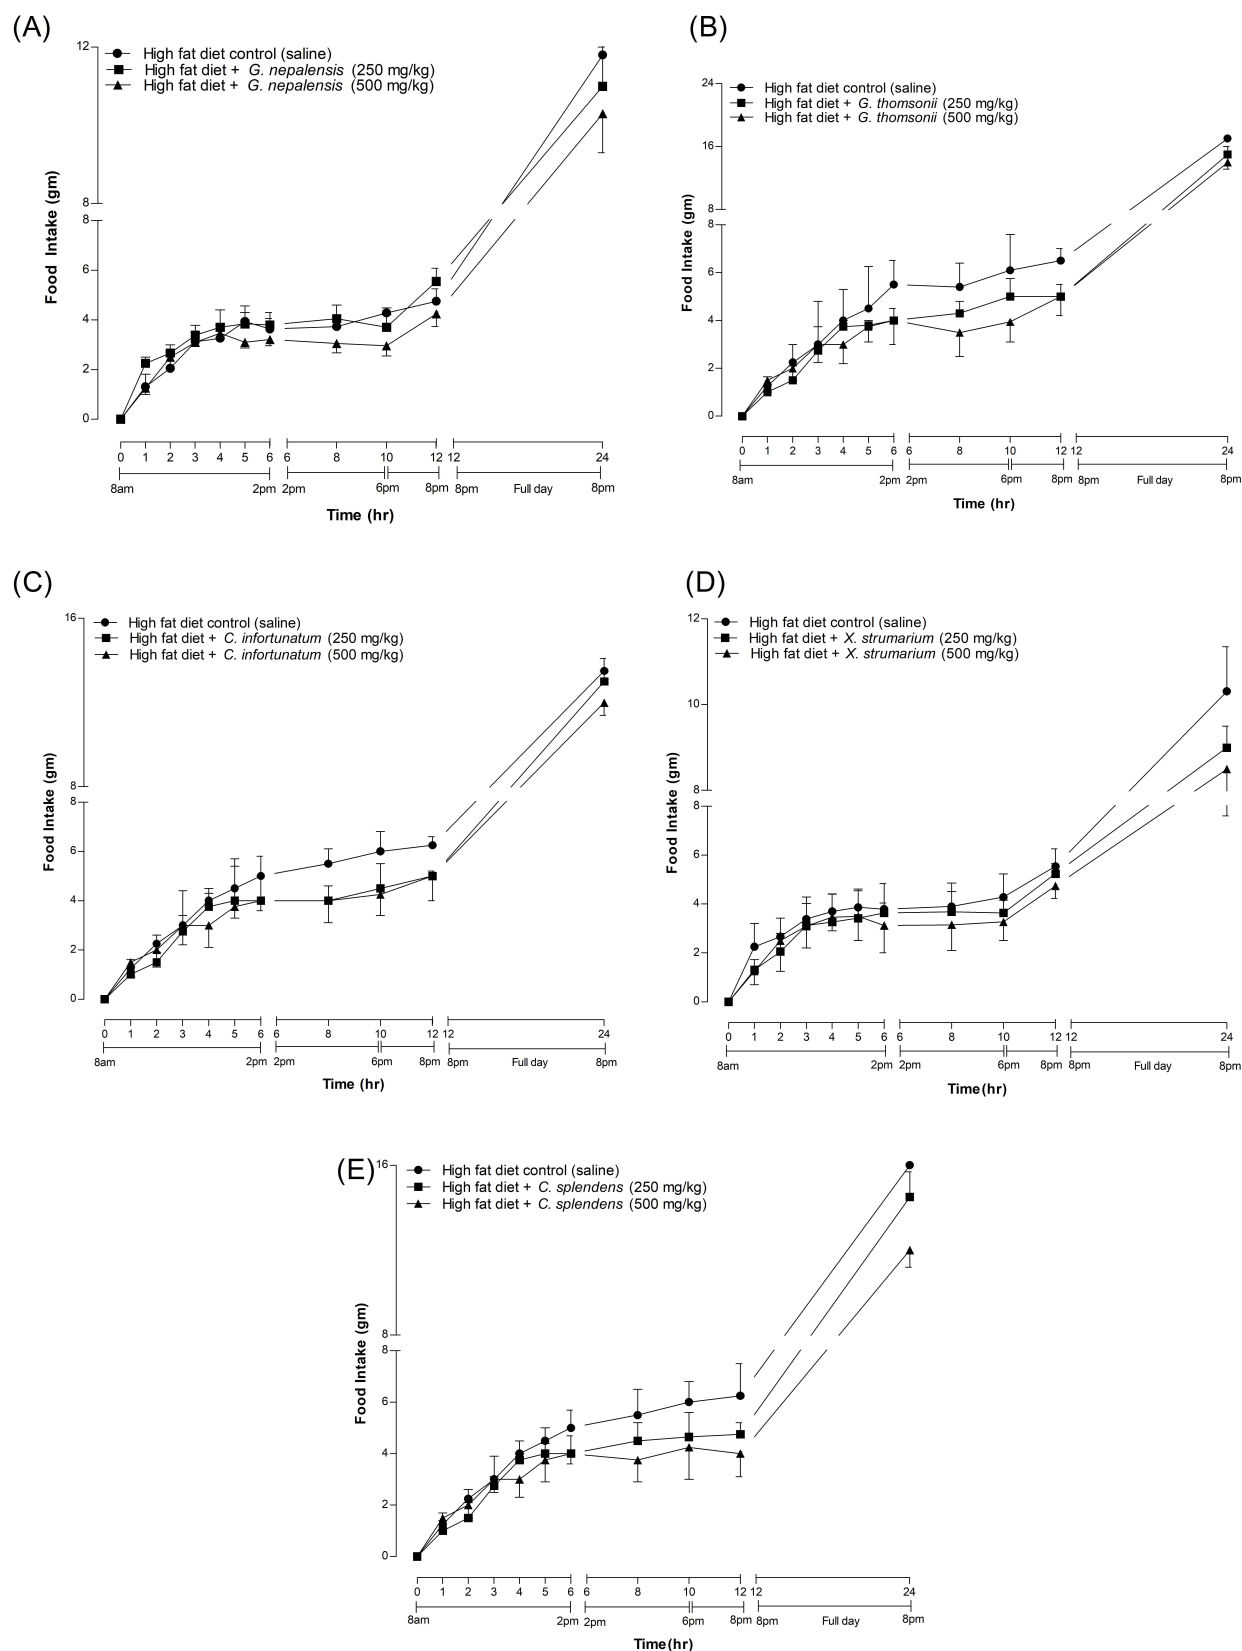 (A)
12
High fat diet control (saline)
High fat diet + G. nepalensis (250 mg/kg)
High fat diet + G. nepalensis (500 mg/kg)
8
8
6
4
2
0
Food Intake (gm)
0 1 2 3 4 5 6 6 8 10 12 12 24
8am 2pm 2pm 6pm 8pm 8pm Full day 8pm
Time (hr)
(B)
24
High fat diet control (saline)
High fat diet + G. thomsonii (250 mg/kg)
High fat diet + G. thomsonii (500 mg/kg)
16
8
8
6
4
2
0
Food Intake (gm)
0 1 2 3 4 5 6 6 8 10 12 12 24
8am 2pm 2pm 6pm 8pm 8pm Full day 8pm
Time (hr)
(C)
16
High fat diet control (saline)
High fat diet + C. infortunatum (250 mg/kg)
High fat diet + C. infortunatum (500 mg/kg)
8
8
6
4
2
0
Food Intake (gm)
0 1 2 3 4 5 6 6 8 10 12 12 24
8am 2pm 2pm 6pm 8pm 8pm Full day 8pm
Time (hr)
(D)
12
High fat diet control (saline)
High fat diet + X. strumarium (250 mg/kg)
High fat diet + X. strumarium (500 mg/kg)
10
8
8
6
4
2
0
Food Intake (gm)
0 1 2 3 4 5 6 6 8 10 12 12 24
8am 2pm 2pm 6pm 8pm 8pm Full day 8pm
Time (hr)
(E)
16
High fat diet control (saline)
High fat diet + C. splendens (250 mg/kg)
High fat diet + C. splendens (500 mg/kg)
8
8
6
4
2
0
Food Intake (gm)
0 1 2 3 4 5 6 6 8 10 12 12 24
8am 2pm 2pm 6pm 8pm 8pm Full day 8pm
Time (hr)